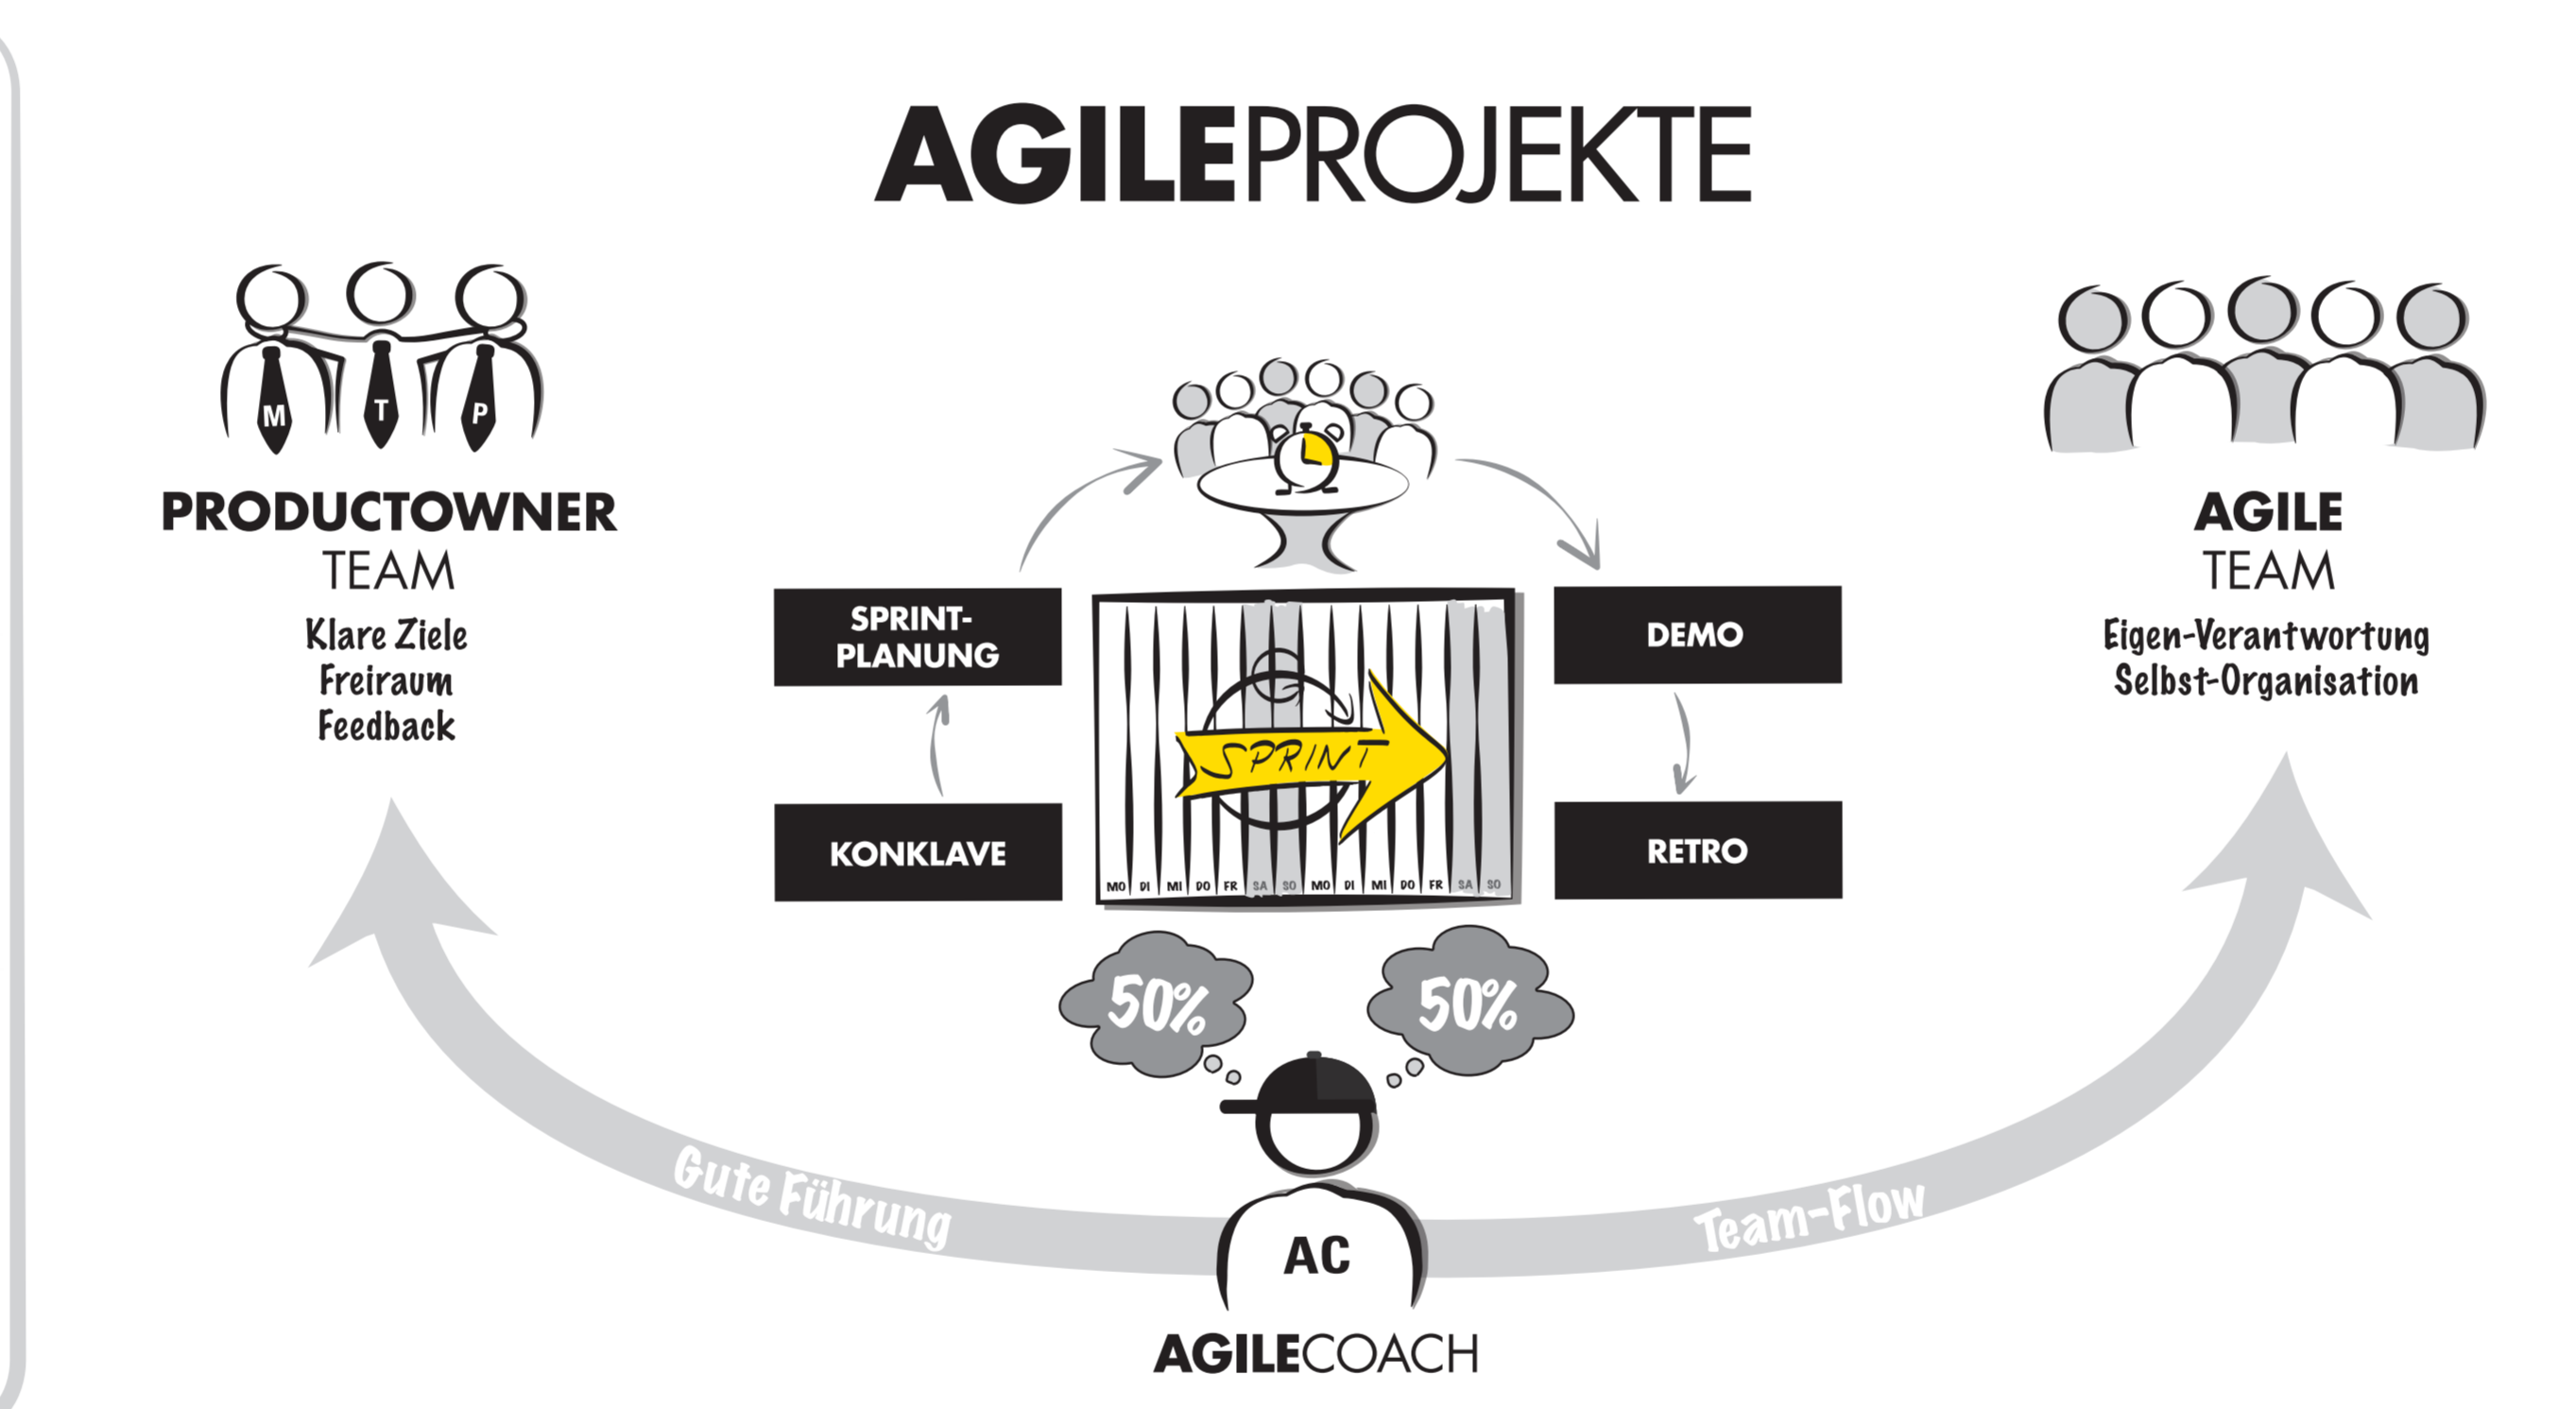 AGILEPROJEKTE
M T P
PRODUCTOWNER
TEAM
Klare Ziele
Freiraum
Feedback
AGILE
TEAM
Eigen-Verantwortung
Selbst-Organisation
SPRINT-
PLANUNG
KONKLAVE
SPRINT
MO DI MI DO FR SA SO MO DI MI DO FR SA SO
DEMO
RETRO
50%
50%
Gute Führung
Team-Flow
AC
AGILECOACH